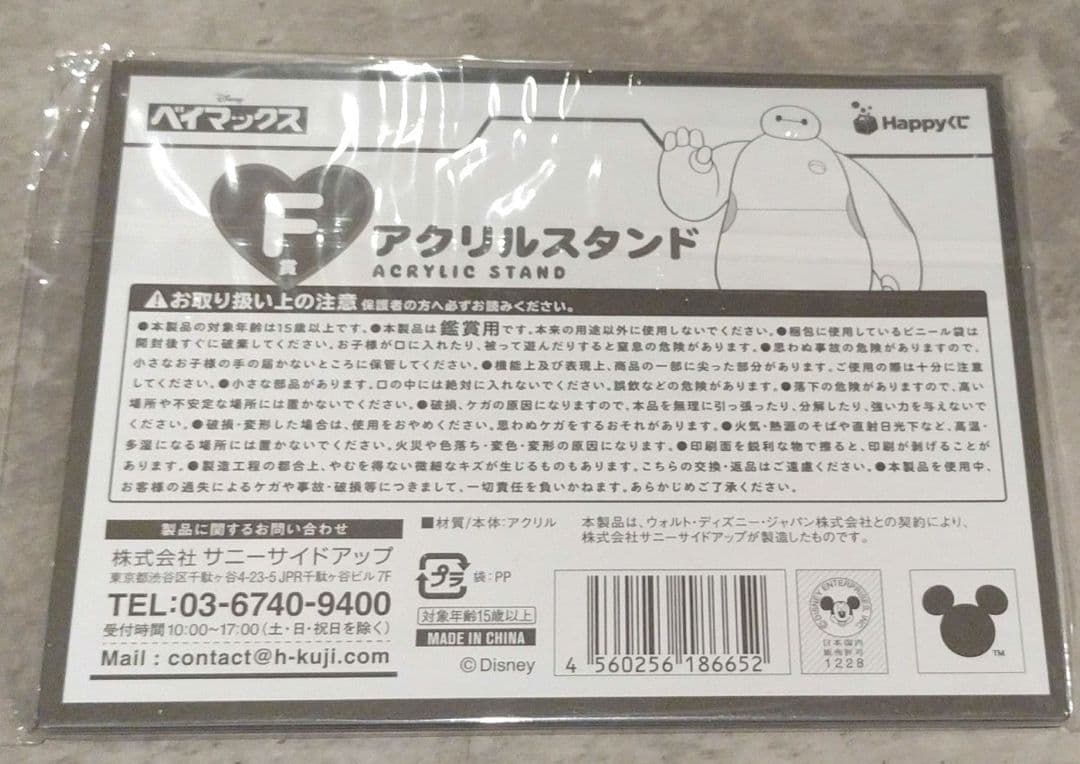 Disney
ベイマックス
Happyくじ
F
賞
アクリルスタンド
ACRYLIC STAND
お取り扱い上の注意 保護者の方へ必ずお読みください。
●本製品の対象年齢は15歳以上です。●本製品は鑑賞用です。本来の用途以外に使用しないでください。●梱包に使用しているビニール袋は
開封後すぐに破棄してください。お子様が口に入れたり、被って遊んだりすると窒息の危険があります。●思わぬ事故の危険がありますので、
小さなお子様の手の届かないところに保管してください。●機能上及び表現上、商品の一部に尖った部分があります。ご使用の際は十分に注意
してください。●小さな部品があります。口の中には絶対に入れないでください。誤飲などの危険があります。●落下の危険がありますので、高い
場所や不安定な場所には置かないでください。●破損、ケガの原因になりますので、本品を無理に引っ張ったり、分解したり、強い力を与えないで
ください。●破損・変形した場合は、使用をおやめください。思わぬケガをするおそれがあります。●火気・熱源のそばや直射日光下など、高温・
多湿になる場所には置かないでください。火災や色落ち・変色・変形の原因になります。●印刷面を鋭利な物で擦ると、印刷が剥げることが
あります。●製造工程の都合上、やむを得ない微細なキズが生じるものもあります。こちらの交換・返品はご遠慮ください。●本製品を使用中、
お客様の過失によるケガや事故・破損等につきまして、一切責任を負いかねます。あらかじめご了承ください。
製品に関するお問い合わせ
株式会社 サニーサイドアップ
東京都渋谷区千駄ヶ谷4-23-5 JPR千駄ヶ谷ビル 7F
TEL:03-6740-9400
受付時間 10:00~17:00(土・日・祝日を除く)
Mail : contact@h-kuji.com
■材質/本体:アクリル
プラ
袋:PP
対象年齢15歳以上
MADE IN CHINA
©Disney
本製品は、ウォルト・ディズニー・ジャパン株式会社との契約により、
株式会社サニーサイドアップが製造したものです。
4 560256 186652
©DISNEY ENTERPRISES, INC.
日本国内
販売許可
1228
TM